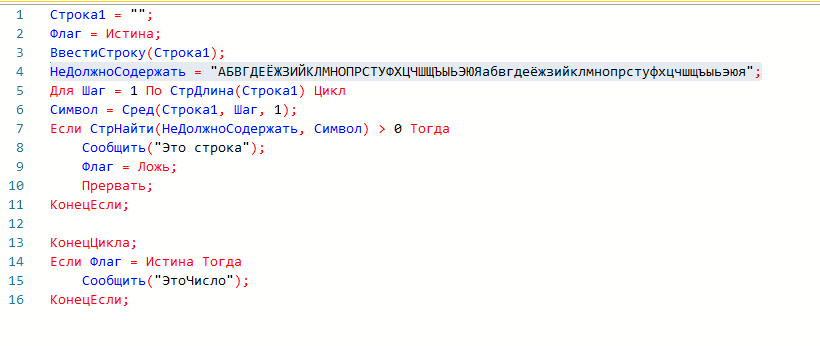 1 Строка1 = "";
2 Флаг = Истина;
3 ВвестиСтроку(Строка1);
4 НеДолжноСодержать = "АБВГДЕЁЖЗИЙКЛМНОПРСТУФХЦЧШЩЪЫЬЭЮЯабвгдеёжзийклмнопрстуфхцчшщъыьэюя";
5 Для Шаг = 1 По СтрДлина(Строка1) Цикл
6 Символ = Сред(Строка1, Шаг, 1);
7 Если СтрНайти(НеДолжноСодержать, Символ) > 0 Тогда
8 Сообщить("Это строка");
9 Флаг = Ложь;
10 Прервать;
11 КонецЕсли;
12
13 КонецЦикла;
14 Если Флаг = Истина Тогда
15 Сообщить("ЭтоЧисло");
16 КонецЕсли;